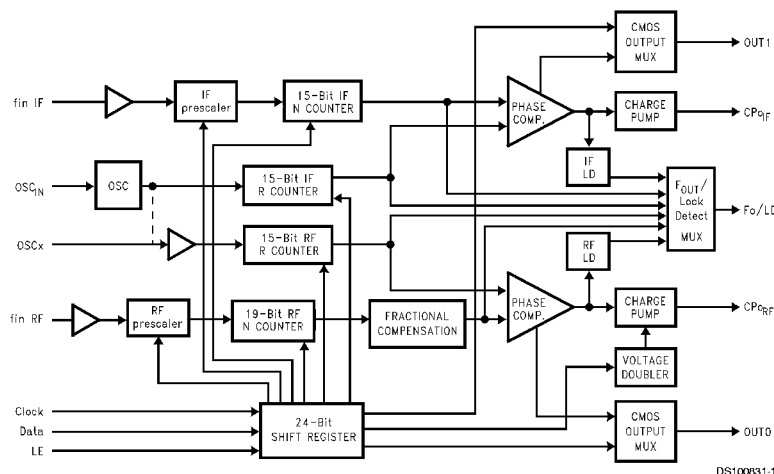 CMOS
OUTPUT
MUX
OUT1
fin IF
IF
prescaler
15-Bit IF
N COUNTER
PHASE
COMP.
CHARGE
PUMP
CPoIF
IF
LD
OSCIN
OSC
15-Bit IF
R COUNTER
FOUT/
Lock
Detect
MUX
Fo/LD
OSCx
15-Bit RF
R COUNTER
RF
LD
fin RF
RF
prescaler
19-Bit RF
N COUNTER
FRACTIONAL
COMPENSATION
PHASE
COMP.
CHARGE
PUMP
CPoRF
VOLTAGE
DOUBLER
Clock
Data
LE
24-Bit
SHIFT REGISTER
CMOS
OUTPUT
MUX
OUT0
DS100831-1